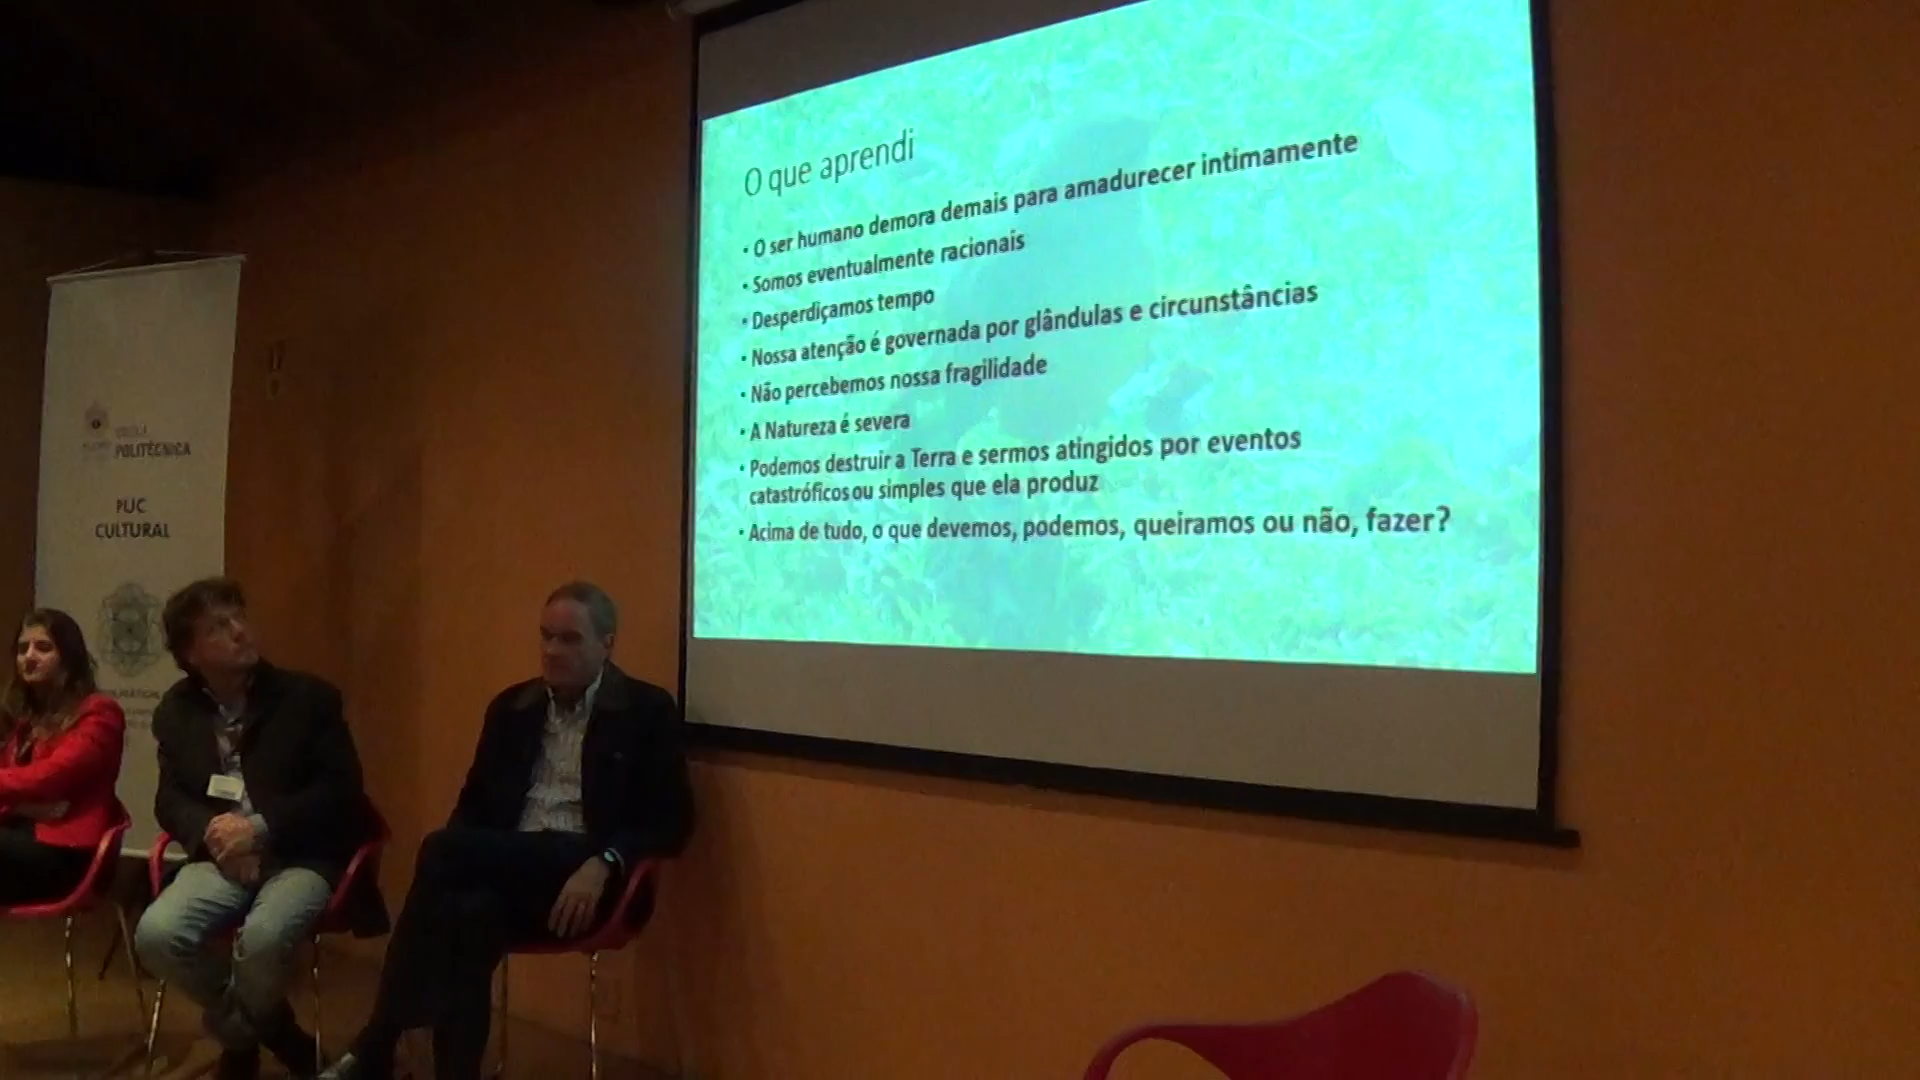 O que aprendi
• O ser humano demora demais para amadurecer intimamente
• Somos eventualmente racionais
• Desperdiçamos tempo
• Nossa atenção é governada por glândulas e circunstâncias
• Não percebemos nossa fragilidade
• A Natureza é severa
• Podemos destruir a Terra e sermos atingidos por eventos
catastróficos ou simples que ela produz
• Acima de tudo, o que devemos, podemos, queiramos ou não, fazer?
ESCOLA
POLITÉCNICA
PUC
CULTURAL